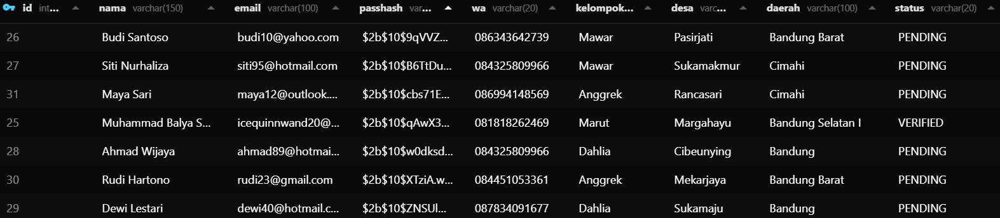 id int... nama varchar(150) email varchar(100) passhash var... wa varchar(20) kelompok... desa varc... daerah varchar(100) status varchar(20)
26 Budi Santoso budi10@yahoo.com $2b$10$9qVVZ... 086343642739 Mawar Pasirjati Bandung Barat PENDING
27 Siti Nurhaliza siti95@hotmail.com $2b$10$B6TtDu... 084325809966 Mawar Sukamakmur Cimahi PENDING
31 Maya Sari maya12@outlook.... $2b$10$cbs71E... 086994148569 Anggrek Rancasari Cimahi PENDING
25 Muhammad Balya S... icequinnwand20@... $2b$10$qAwX3... 081818262469 Marut Margahayu Bandung Selatan I VERIFIED
28 Ahmad Wijaya ahmad89@hotmai... $2b$10$w0dksd... 084325809966 Dahlia Cibeunying Bandung PENDING
30 Rudi Hartono rudi23@gmail.com $2b$10$XTziA.w... 084451053361 Anggrek Mekarjaya Bandung Barat PENDING
29 Dewi Lestari dewi40@hotmail.c... $2b$10$ZNSUl... 087834091677 Dahlia Sukamaju Bandung PENDING